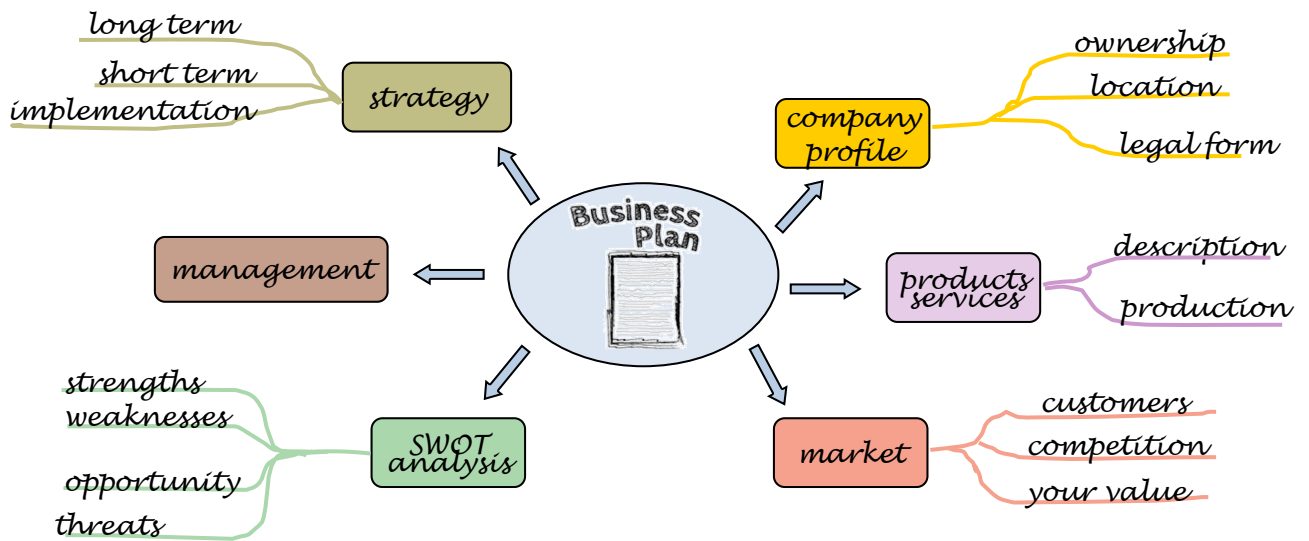 Business
Plan
long term
short term
implementation
strategy
company
profile
ownership
location
legal form
management
products
services
description
production
strengths
weaknesses
opportunity
threats
SWOT
analysis
market
customers
competition
your value